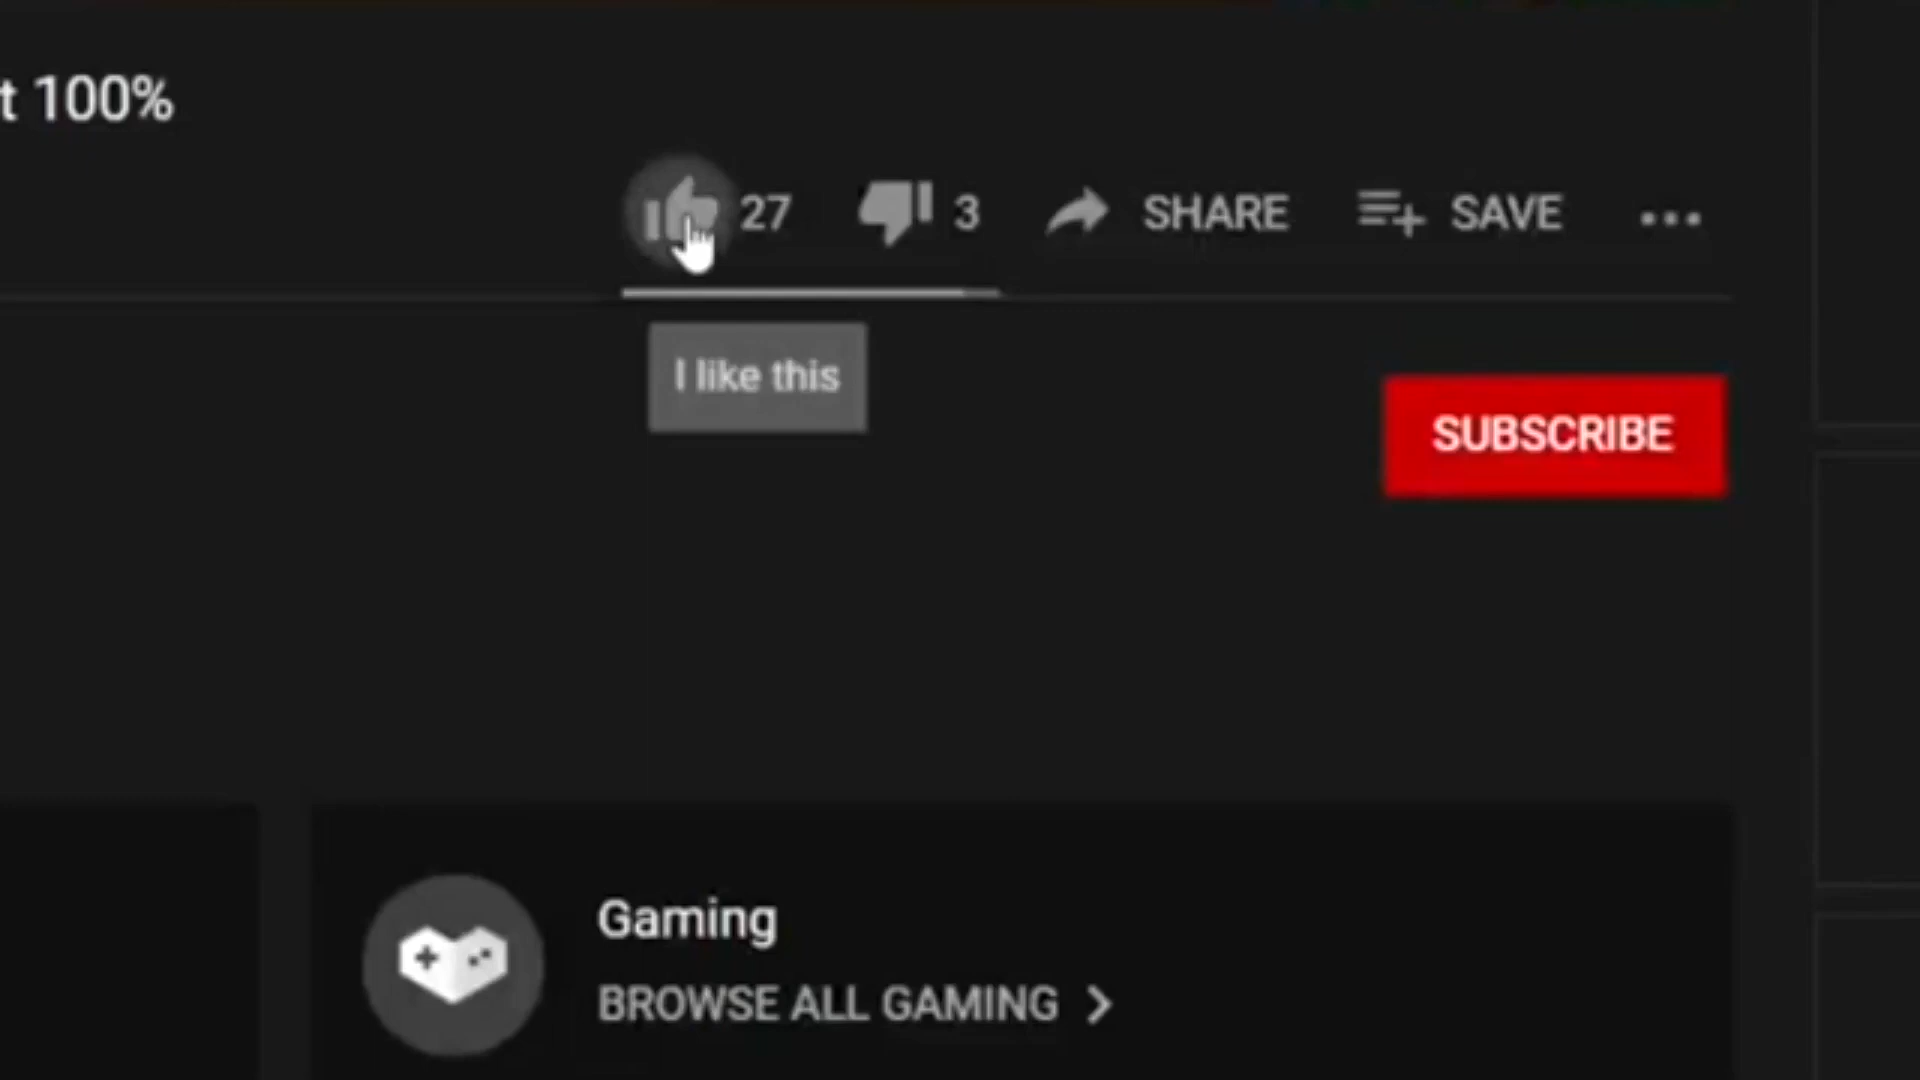 t 100%
27 3 SHARE SAVE
I like this
SUBSCRIBE
Gaming
BROWSE ALL GAMING